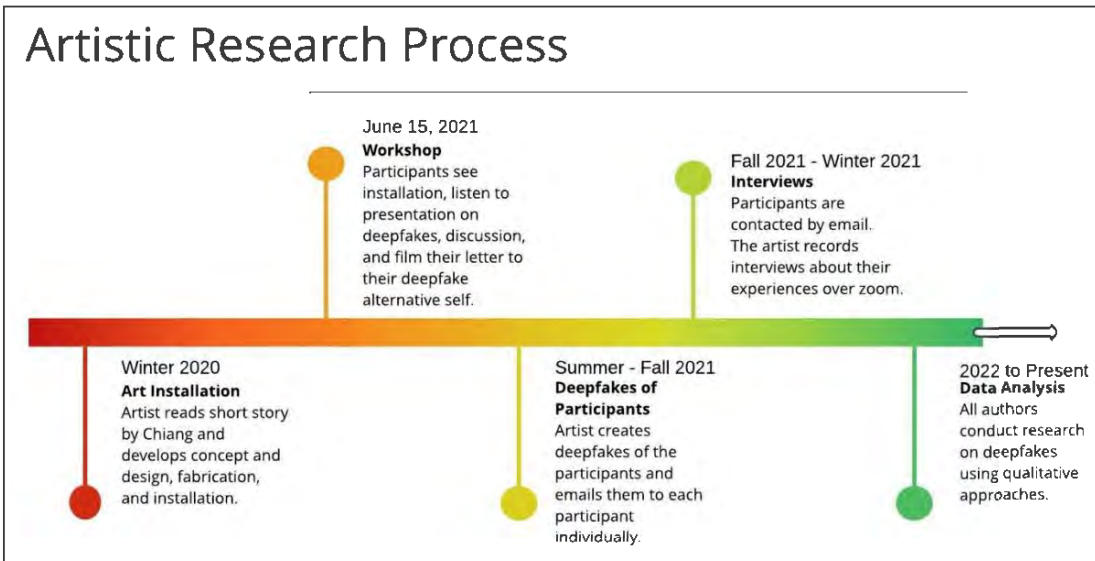 Artistic Research Process
June 15, 2021
Workshop
Participants see
installation, listen to
presentation on
deepfakes, discussion,
and film their letter to
their deepfake
alternative self.
Fall 2021 - Winter 2021
Interviews
Participants are
contacted by email.
The artist records
interviews about their
experiences over zoom.
Winter 2020
Art Installation
Artist reads short story
by Chiang and
develops concept and
design, fabrication,
and installation.
Summer - Fall 2021
Deepfakes of
Participants
Artist creates
deepfakes of the
participants and
emails them to each
participant
individually.
2022 to Present
Data Analysis
All authors
conduct research
on deepfakes
using qualitative
approaches.